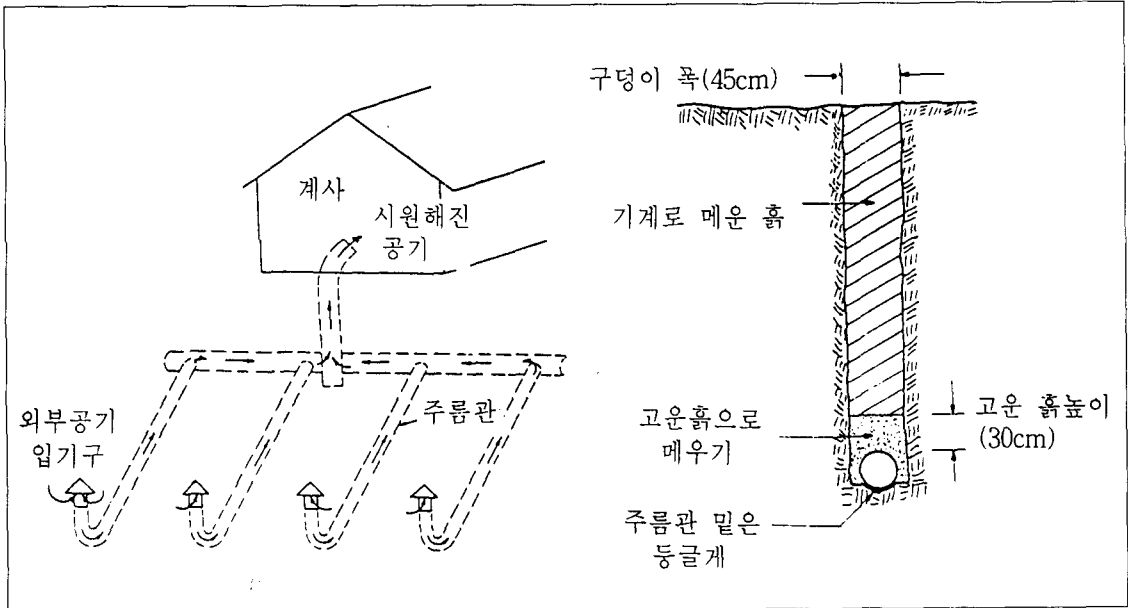 계사
시원해진
공기
외부공기
입기구
주름관
구덩이 폭(45cm)
기계로 메운 흙
고운흙으로
메우기
고운 흙높이
(30cm)
주름관 밑은
둥글게